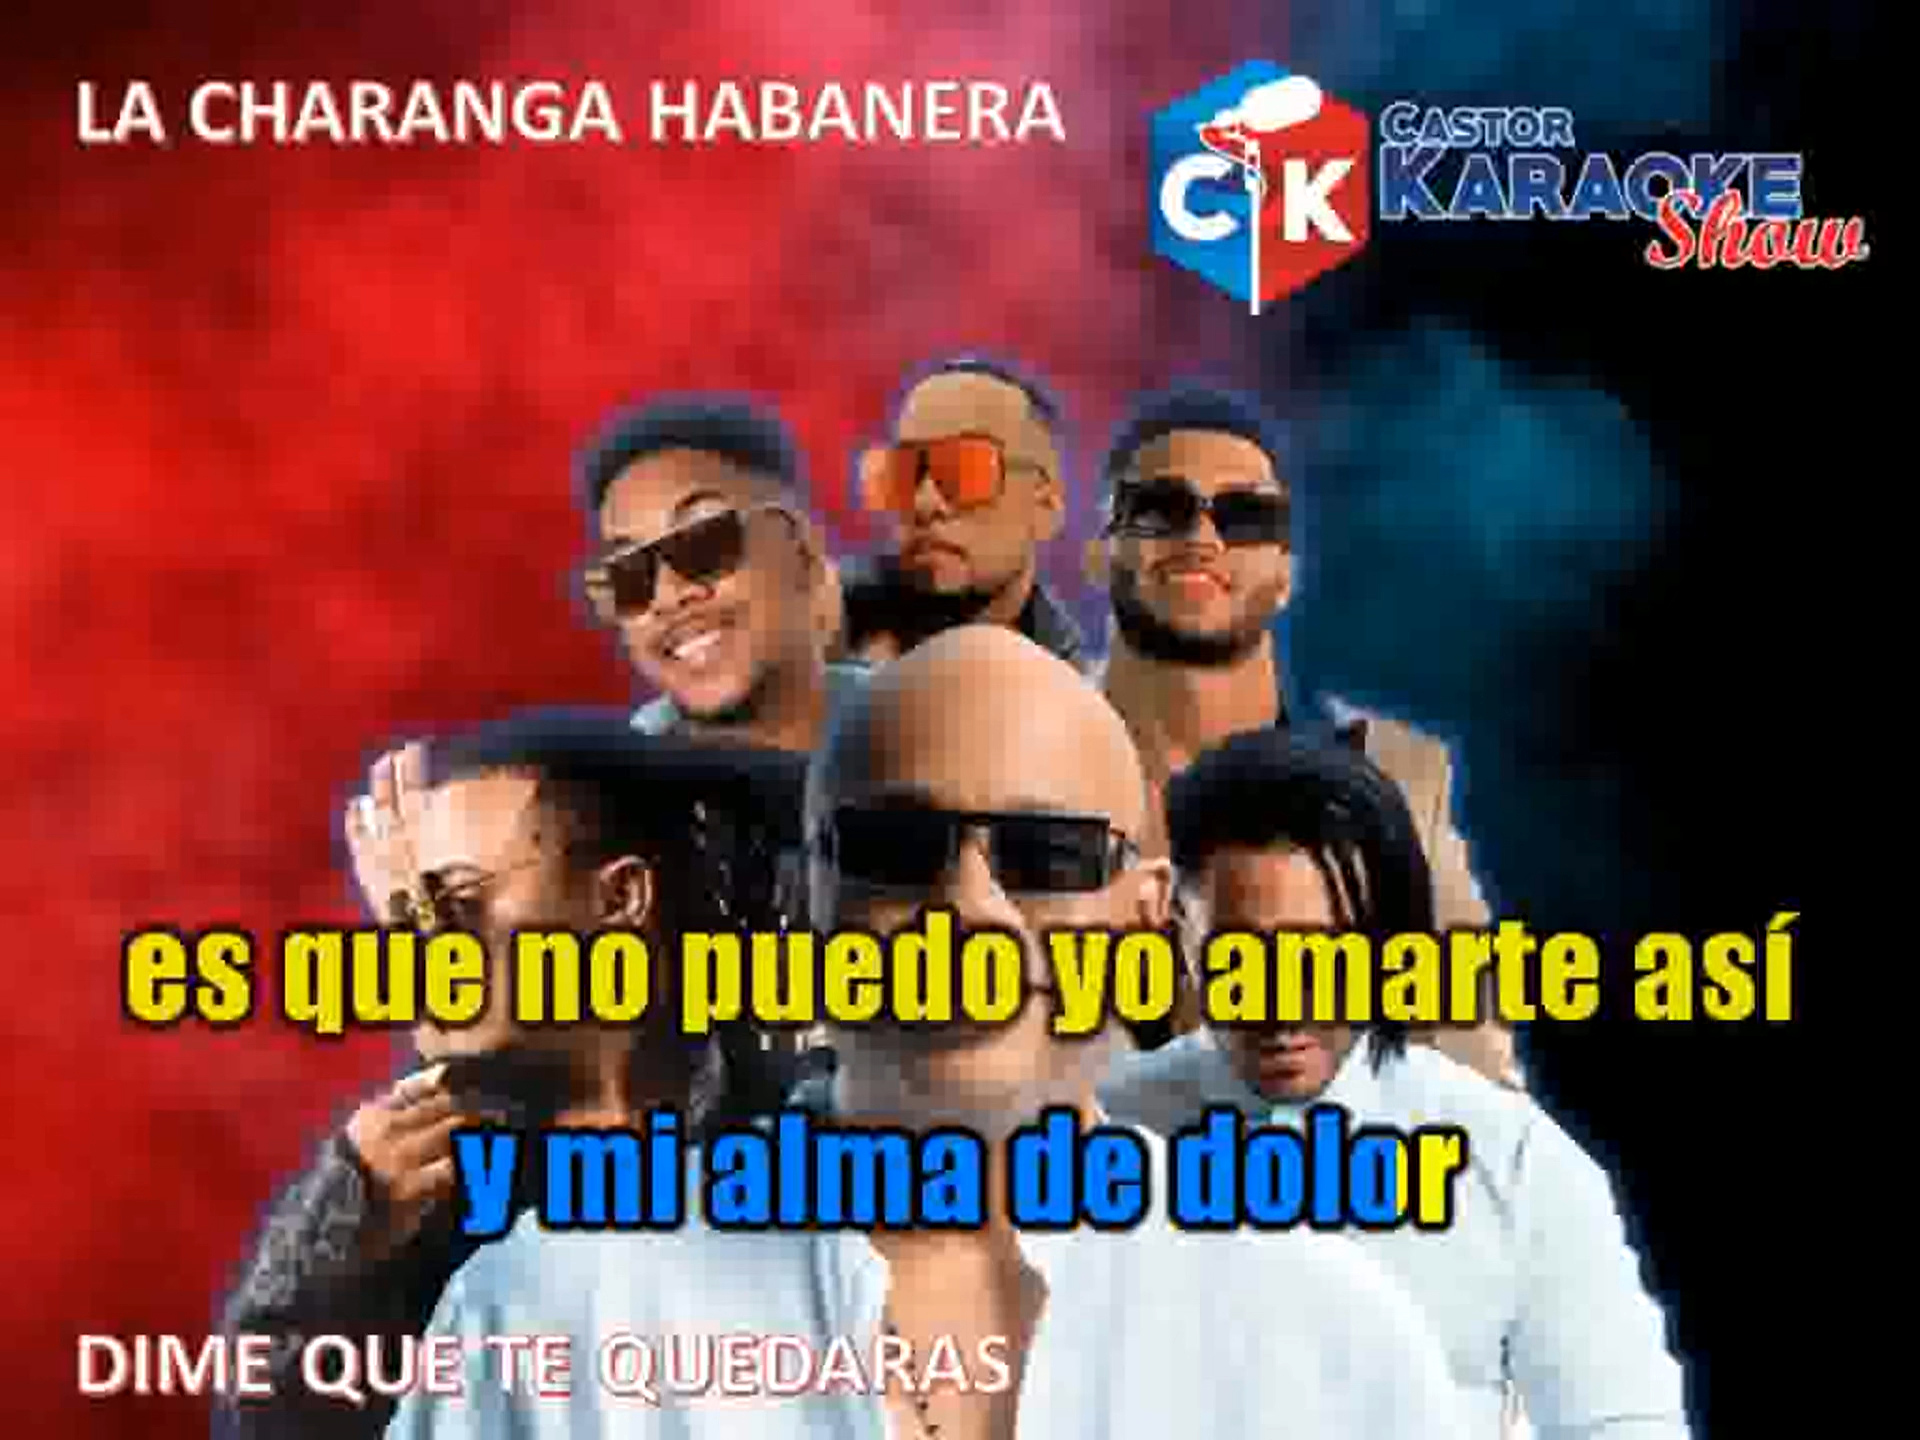 LA CHARANGA HABANERA
CASTOR
KARAOKE
Show
CK
es que no puedo yo amarte así
y mi alma de dolor
DIME QUE TE QUEDARAS